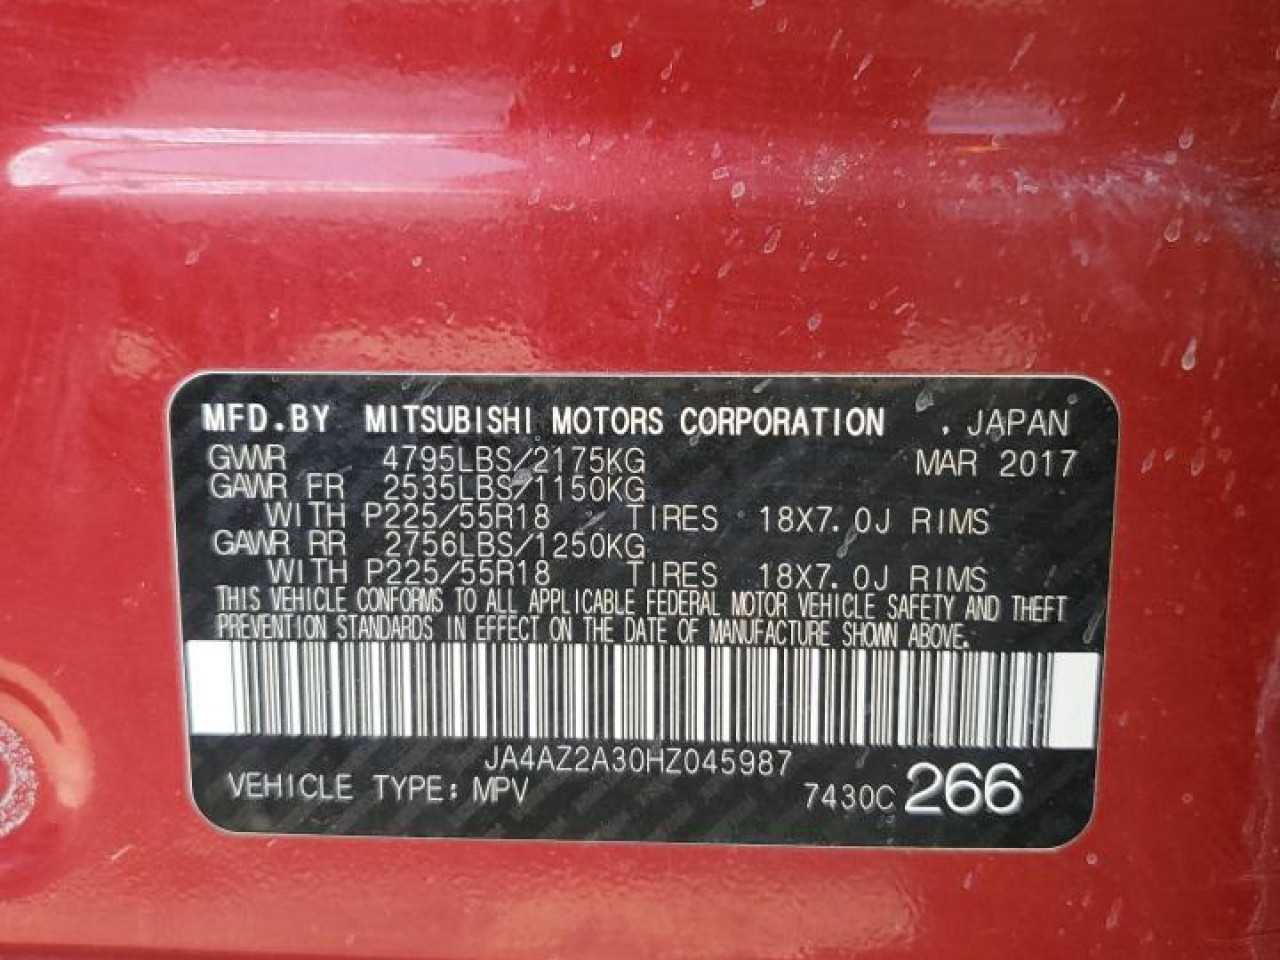 MFD.BY MITSUBISHI MOTORS CORPORATION , JAPAN
GVWR 4795LBS/2175KG MAR 2017
GAWR FR 2535LBS/1150KG
WITH P225/55R18 TIRES 18X7.0J RIMS
GAWR RR 2756LBS/1250KG
WITH P225/55R18 TIRES 18X7.0J RIMS
THIS VEHICLE CONFORMS TO ALL APPLICABLE FEDERAL MOTOR VEHICLE SAFETY AND THEFT
PREVENTION STANDARDS IN EFFECT ON THE DATE OF MANUFACTURE SHOWN ABOVE.
JA4AZ2A30HZ045987
VEHICLE TYPE: MPV 7430C 266